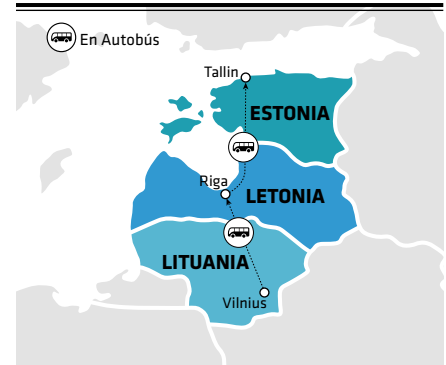 En Autobús
Tallin
ESTONIA
Riga
LETONIA
LITUANIA
Vilnius